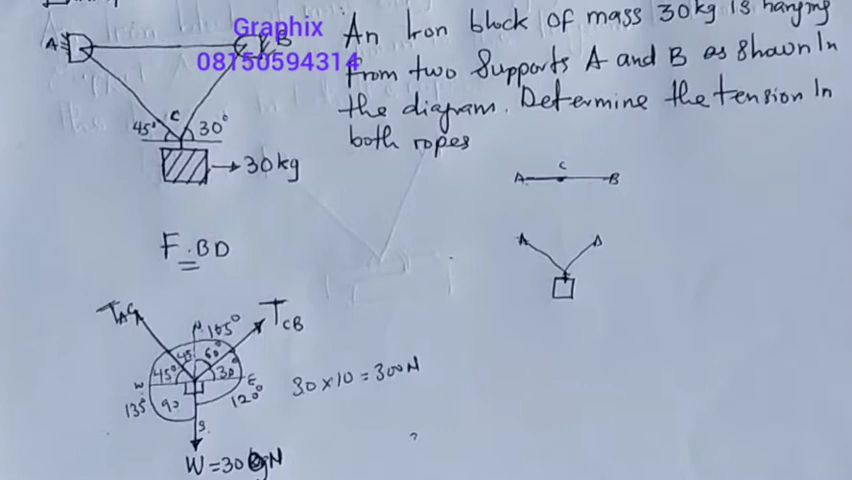 Graphix
08150594314
A
B
C
45°
30°
30kg
An Iron block of mass 30kg is hanging
from two Supports A and B as shown In
the diagram. Determine the tension In
both ropes
A C B
F.BD
A
T
CB
N
105°
45
60°
45°
30°
W
E
135°
90
120°
S
30×10=300N
W=300N
?